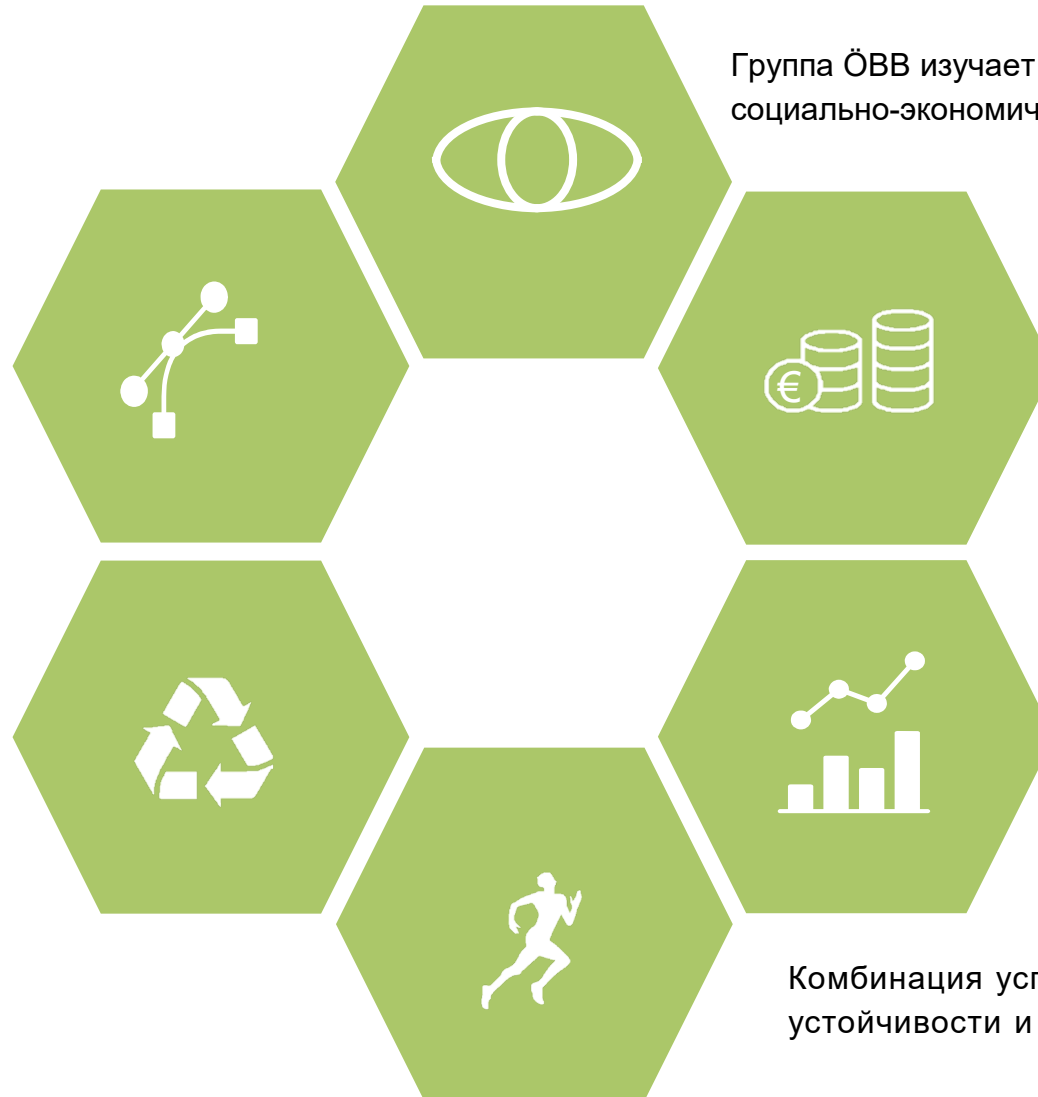 Группа ÖBB изучает
социально-экономич
€
Комбинация усп
устойчивости и